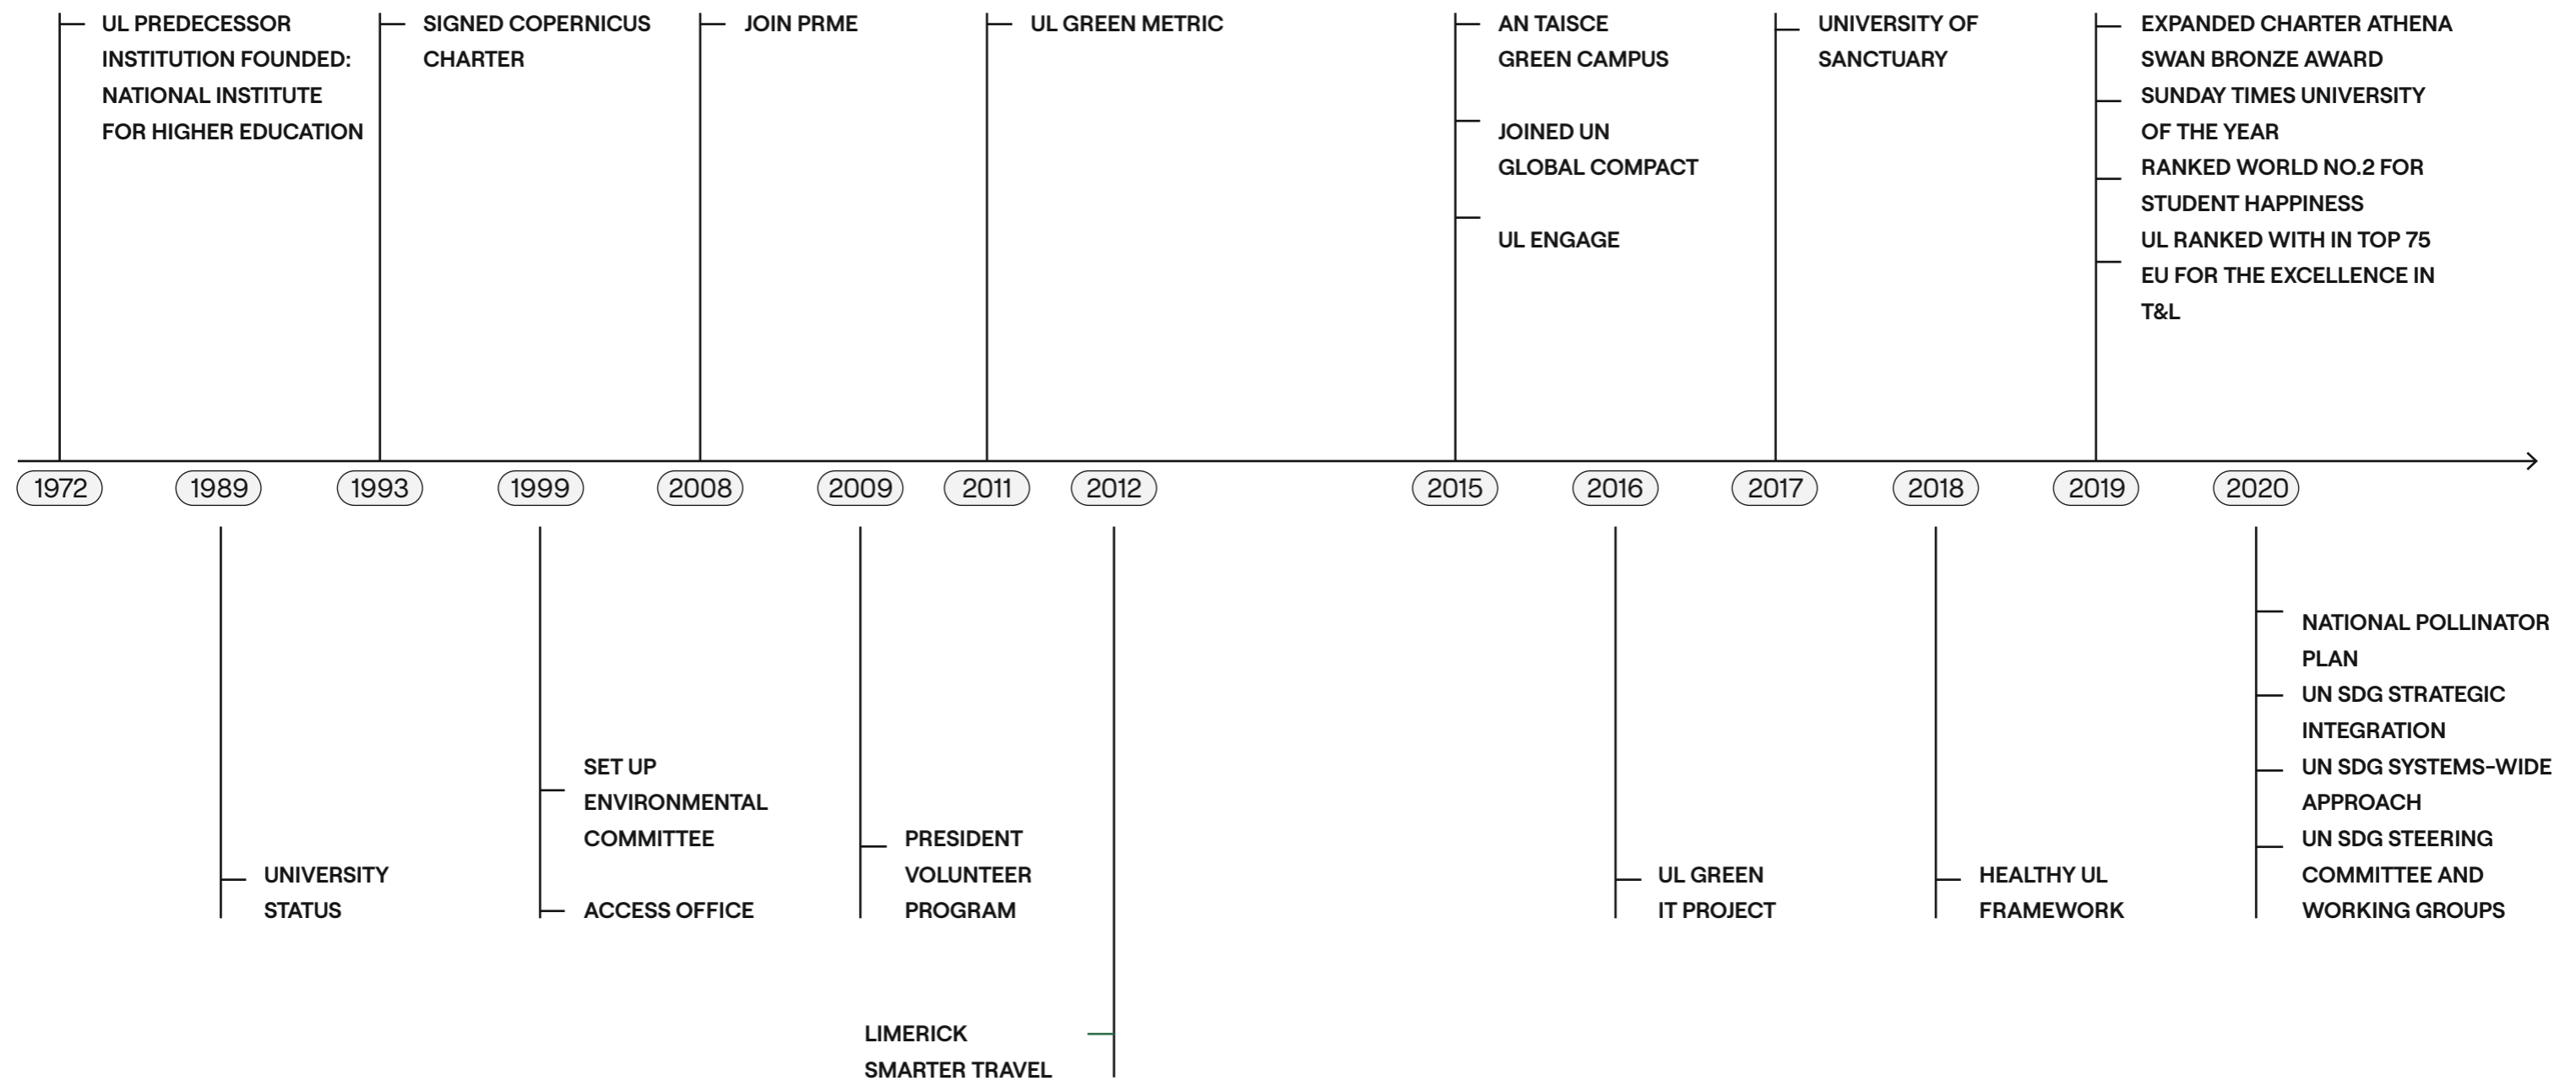 UL PREDECESSOR
INSTITUTION FOUNDED:
NATIONAL INSTITUTE
FOR HIGHER EDUCATION
SIGNED COPERNICUS
CHARTER
JOIN PRME
UL GREEN METRIC
AN TAISCE
GREEN CAMPUS
JOINED UN
GLOBAL COMPACT
UL ENGAGE
UNIVERSITY OF
SANCTUARY
EXPANDED CHARTER ATHENA
SWAN BRONZE AWARD
SUNDAY TIMES UNIVERSITY
OF THE YEAR
RANKED WORLD NO.2 FOR
STUDENT HAPPINESS
UL RANKED WITH IN TOP 75
EU FOR THE EXCELLENCE IN
T&L
1972
1989
1993
1999
2008
2009
2011
2012
2015
2016
2017
2018
2019
2020
UNIVERSITY
STATUS
SET UP
ENVIRONMENTAL
COMMITTEE
ACCESS OFFICE
PRESIDENT
VOLUNTEER
PROGRAM
LIMERICK
SMARTER TRAVEL
UL GREEN
IT PROJECT
HEALTHY UL
FRAMEWORK
NATIONAL POLLINATOR
PLAN
UN SDG STRATEGIC
INTEGRATION
UN SDG SYSTEMS-WIDE
APPROACH
UN SDG STEERING
COMMITTEE AND
WORKING GROUPS